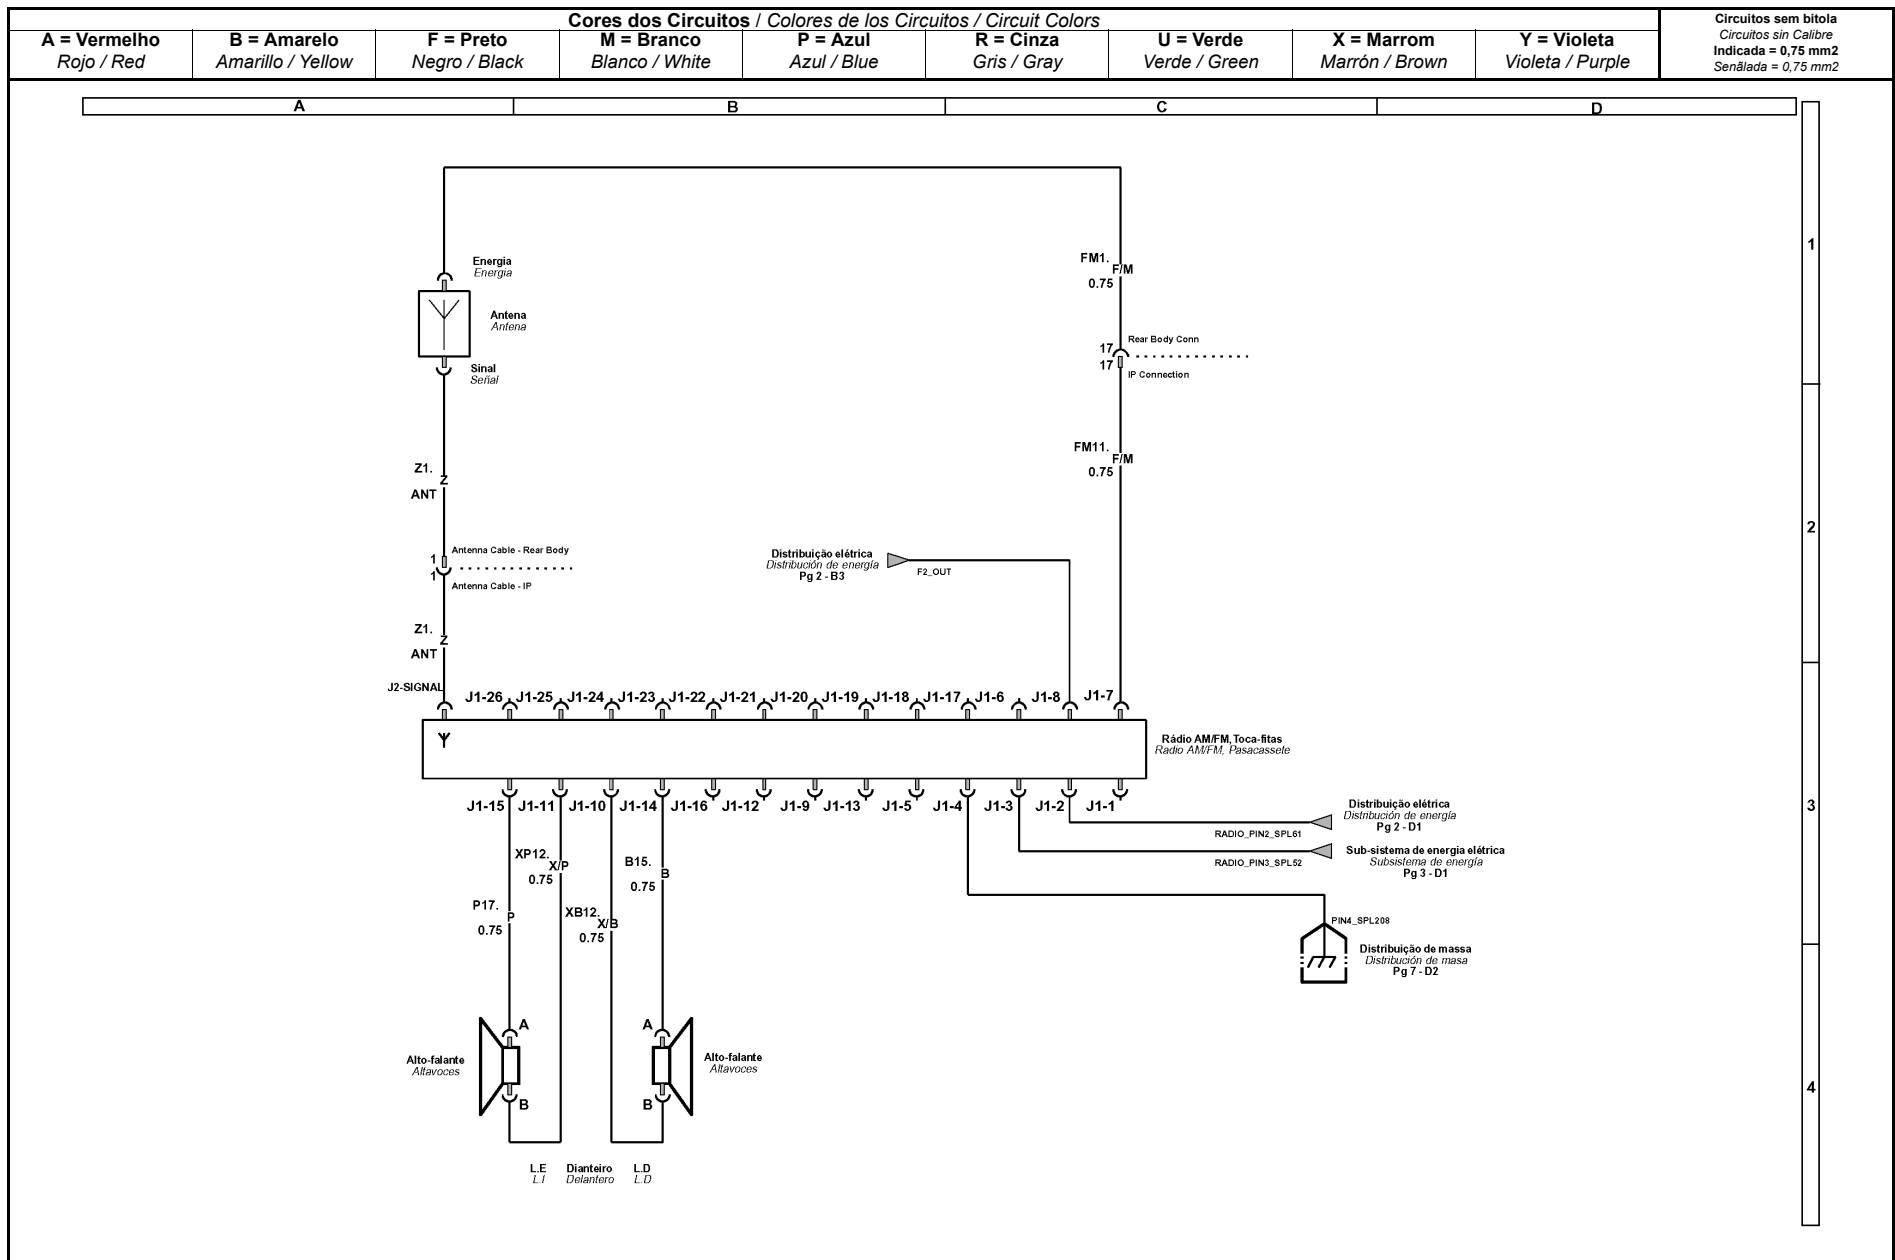 Cores dos Circuitos / Colores de los Circuitos / Circuit Colors
A = Vermelho
Rojo / Red
B = Amarelo
Amarillo / Yellow
F = Preto
Negro / Black
M = Branco
Blanco / White
P = Azul
Azul / Blue
R = Cinza
Gris / Gray
U = Verde
Verde / Green
X = Marrom
Marrón / Brown
Y = Violeta
Violeta / Purple
Circuitos sem bitola
Circuitos sin Calibre
Indicada = 0,75 mm2
Senãlada = 0,75 mm2
A
B
C
D
1
2
3
4
Energia
Energia
Antena
Antena
Sinal
Señal
FM1.
F/M
0.75
17
Rear Body Conn
17
IP Connection
FM11.
F/M
0.75
Z1.
Z
ANT
1
Antenna Cable - Rear Body
1
Antenna Cable - IP
Z1.
Z
ANT
Distribuição elétrica
Distribución de energía
Pg 2 - B3
F2_OUT
J2-SIGNAL
J1-26
J1-25
J1-24
J1-23
J1-22
J1-21
J1-20
J1-19
J1-18
J1-17
J1-6
J1-8
J1-7
Rádio AM/FM, Toca-fitas
Radio AM/FM, Pasacassete
J1-15
J1-11
J1-10
J1-14
J1-16
J1-12
J1-9
J1-13
J1-5
J1-4
J1-3
J1-2
J1-1
RADIO_PIN2_SPL61
Distribuição elétrica
Distribución de energía
Pg 2 - D1
RADIO_PIN3_SPL52
Sub-sistema de energia elétrica
Subsistema de energía
Pg 3 - D1
PIN4_SPL208
Distribuição de massa
Distribución de masa
Pg 7 - D2
XP12.
X/P
0.75
B15.
B
0.75
P17.
P
0.75
XB12.
X/B
0.75
A
Alto-falante
Altavoces
B
A
Alto-falante
Altavoces
B
L.E
L.I
Dianteiro
Delantero
L.D
L.D